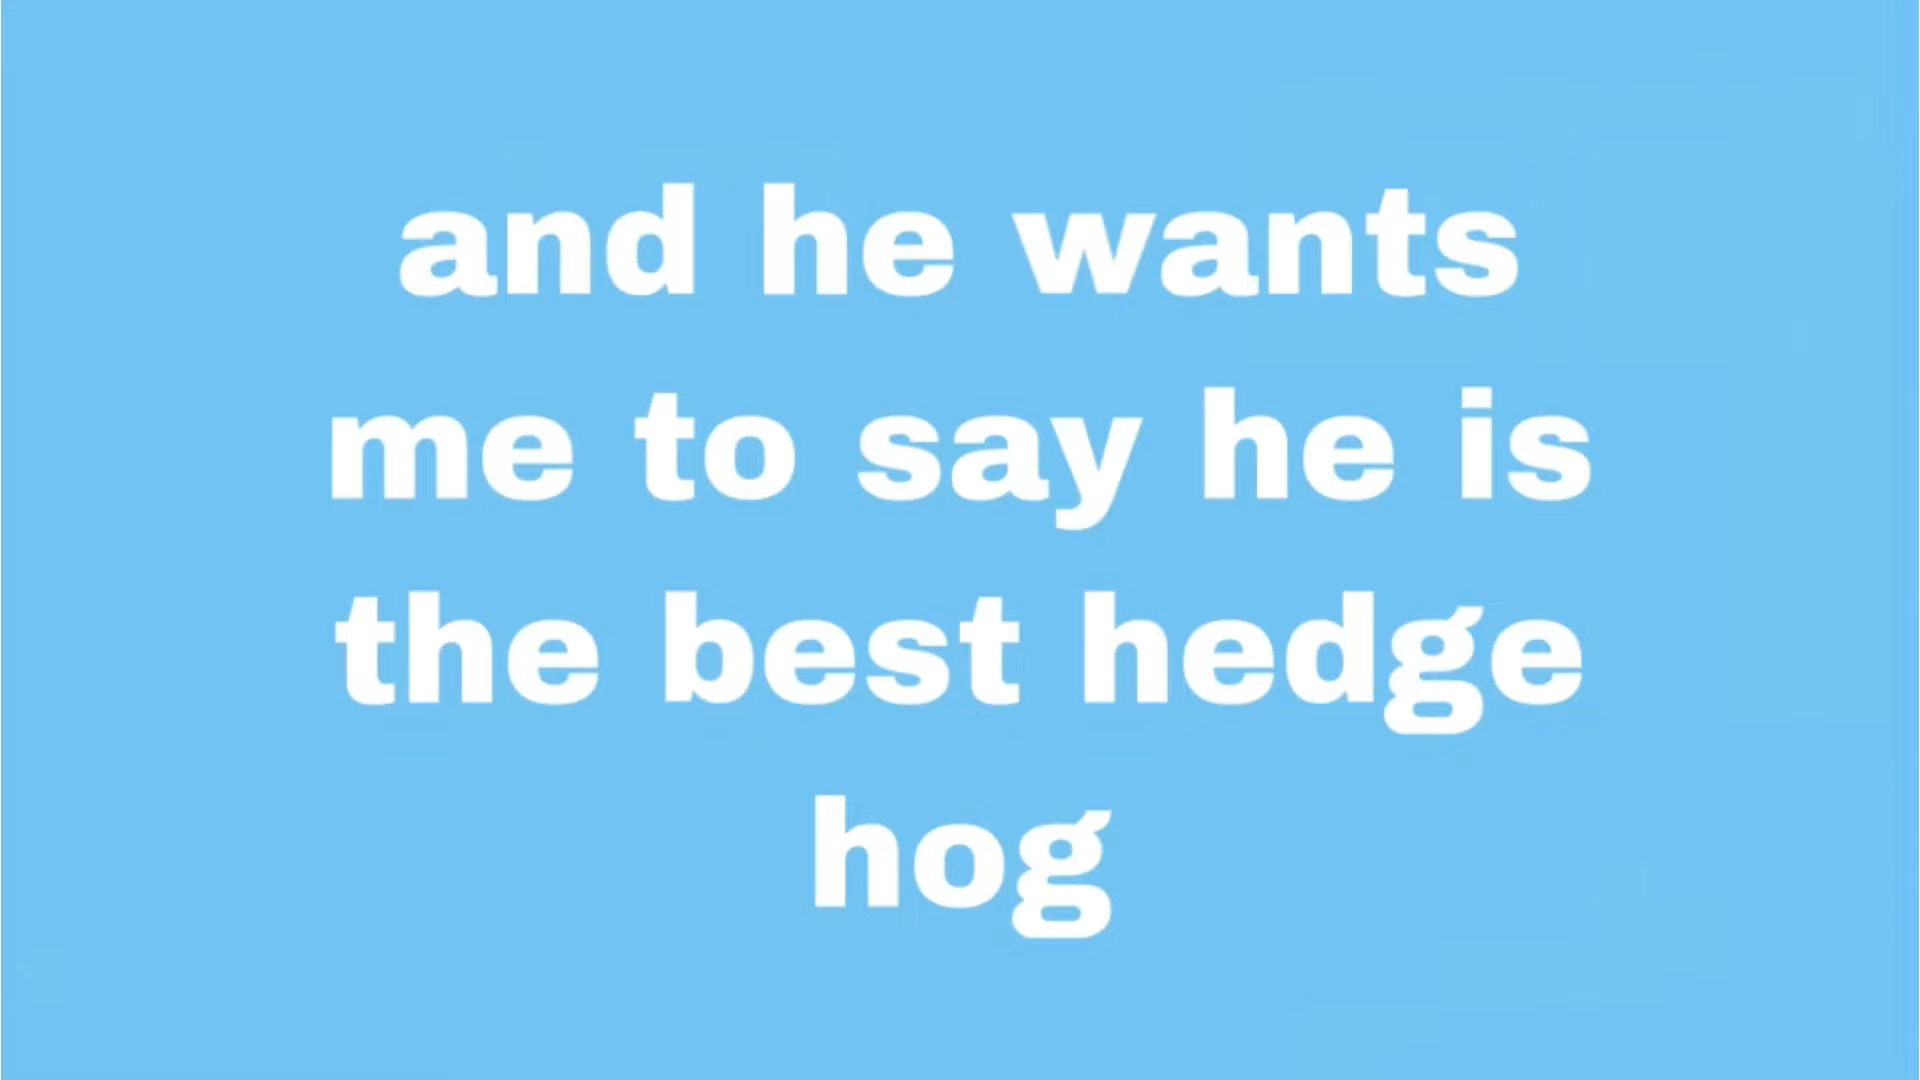 and he wants
me to say he is
the best hedge
hog